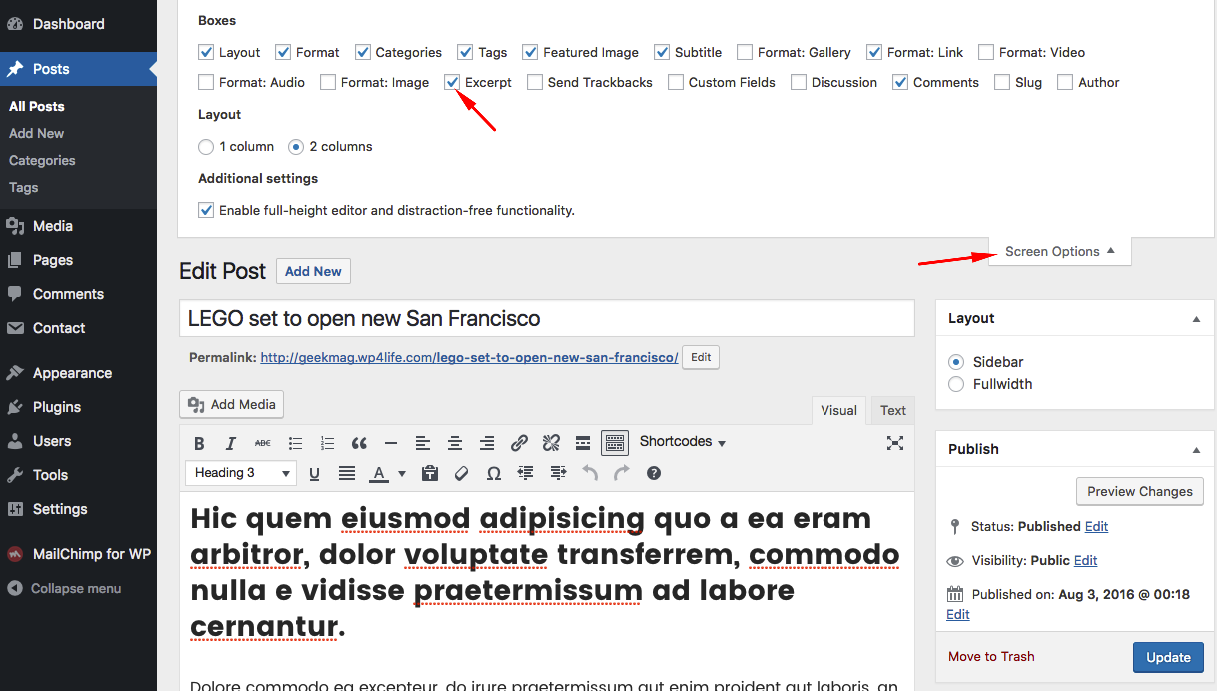 Dashboard
Posts
All Posts
Add New
Categories
Tags
Media
Pages
Comments
Contact
Appearance
Plugins
Users
Tools
Settings
MailChimp for WP
Collapse menu
Boxes
Layout Format Categories Tags Featured Image Subtitle Format: Gallery Format: Link Format: Video
Format: Audio Format: Image Excerpt Send Trackbacks Custom Fields Discussion Comments Slug Author
Layout
1 column 2 columns
Additional settings
Enable full-height editor and distraction-free functionality.
Screen Options
Edit Post Add New
LEGO set to open new San Francisco
Permalink: http://geekmag.wp4life.com/lego-set-to-open-new-san-francisco/ Edit
Add Media
Visual Text
B I ABC Shortcodes
Heading 3 U A T Ω ?
Hic quem eiusmod adipisicing quo a ea eram
arbitror, dolor voluptate transferrem, commodo
nulla e vidisse praetermissum ad labore
cernantur.
Dolore commodo ea excepteur, do irure praetermissum aut enim proident aut laboris, an
Layout
Sidebar
Fullwidth
Publish
Preview Changes
Status: Published Edit
Visibility: Public Edit
Published on: Aug 3, 2016 @ 00:18
Edit
Move to Trash Update